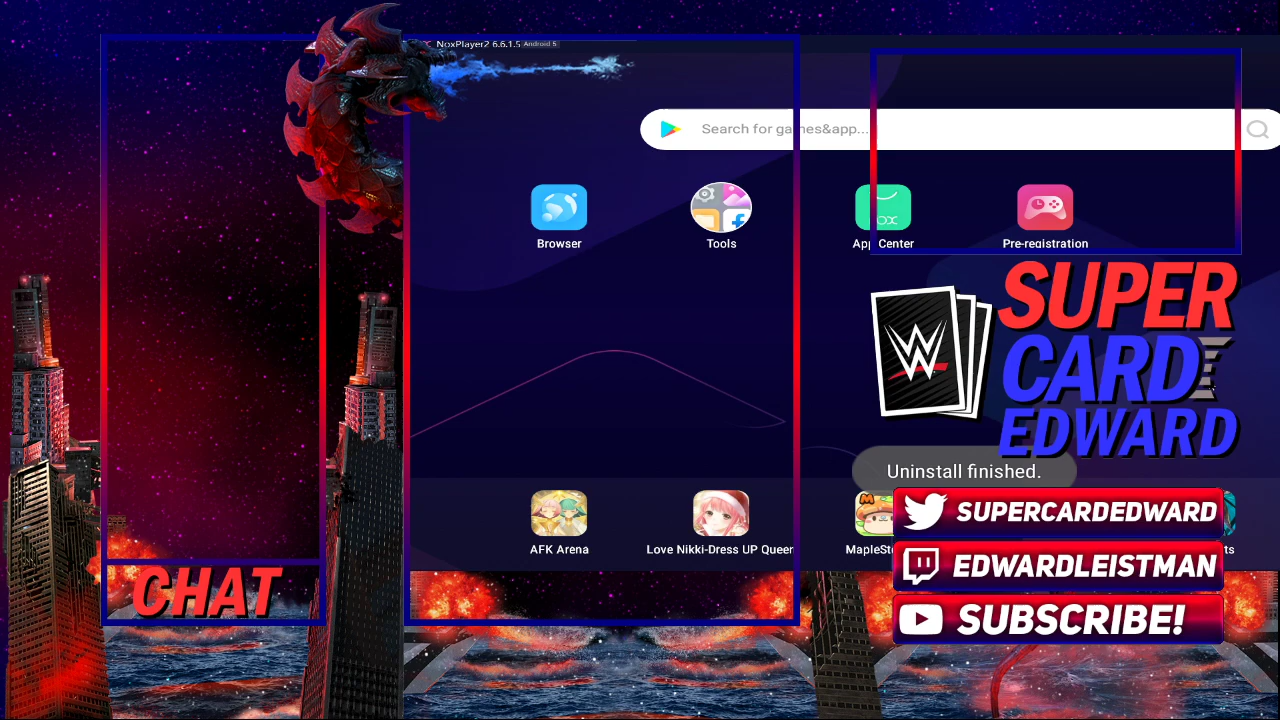 NoxPlayer2 6.6.1.5 Android 5
Search for games&app...
Browser
Tools
App Center
Pre-registration
SUPER
CARD
EDWARD
Uninstall finished.
AFK Arena
Love Nikki-Dress UP Queen
SUPERCARDEDWARD
EDWARDLEISTMAN
SUBSCRIBE!
CHAT